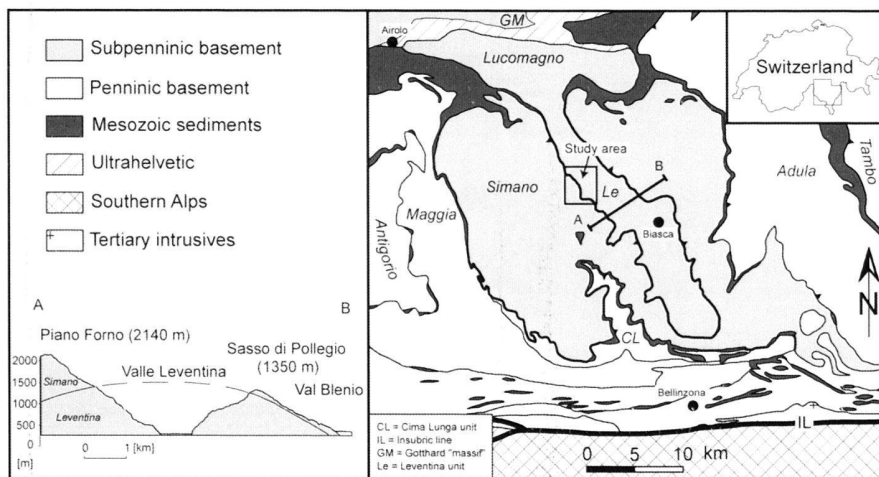 Subpenninic basement
Penninic basement
Mesozoic sediments
Ultrahelvetic
Southern Alps
Tertiary intrusives
A
B
Piano Forno (2140 m)
Sasso di Pollegio
(1350 m)
Valle Leventina
Val Blenio
2000
1500
1000
500
0
[m]
Simano
Leventina
0 1 [km]
GM
Airolo
Lucomagno
Switzerland
Study area
B
Simano
Le
Adula
Tambo
Maggia
A
Biasca
Antigorio
N
CL
Bellinzona
CL = Cima Lunga unit
IL = Insubric line
GM = Gotthard "massif"
Le = Leventina unit
IL
0 5 10 km